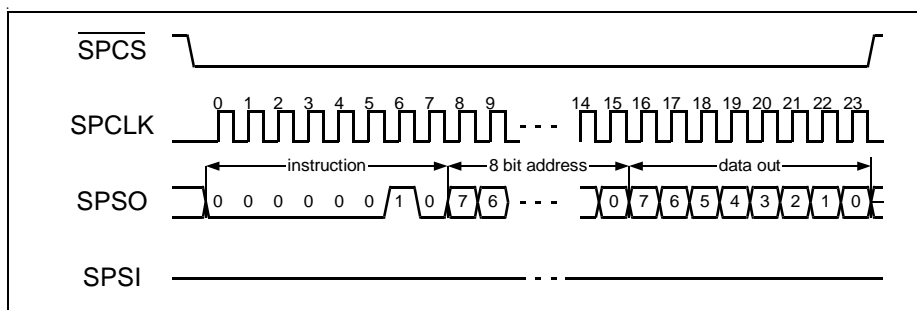 SPCS
0 1 2 3 4 5 6 7 8 9 14 15 16 17 18 19 20 21 22 23
SPCLK
instruction 8 bit address data out
SPSO 0 0 0 0 0 0 1 0 7 6 0 7 6 5 4 3 2 1 0
SPSI